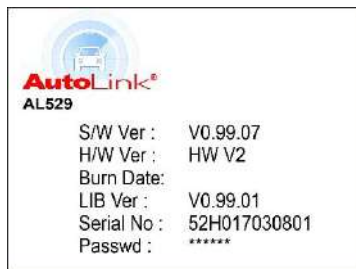 AutoLink®
AL529
S/W Ver : V0.99.07
H/W Ver : HW V2
Burn Date:
LIB Ver : V0.99.01
Serial No : 52H017030801
Passwd : ******